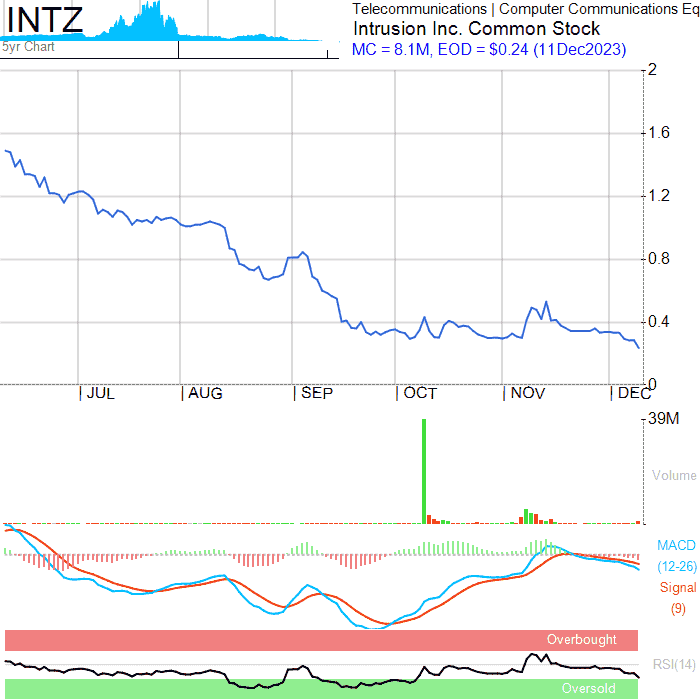 INTZ
5yr Chart
Telecommunications | Computer Communications Eq
Intrusion Inc. Common Stock
MC = 8.1M, EOD = $0.24 (11Dec2023)
2
1.6
1.2
0.8
0.4
0
JUL AUG SEP OCT NOV DEC
39M
Volume
MACD
(12-26)
Signal
(9)
Overbought
RSI(14)
Oversold